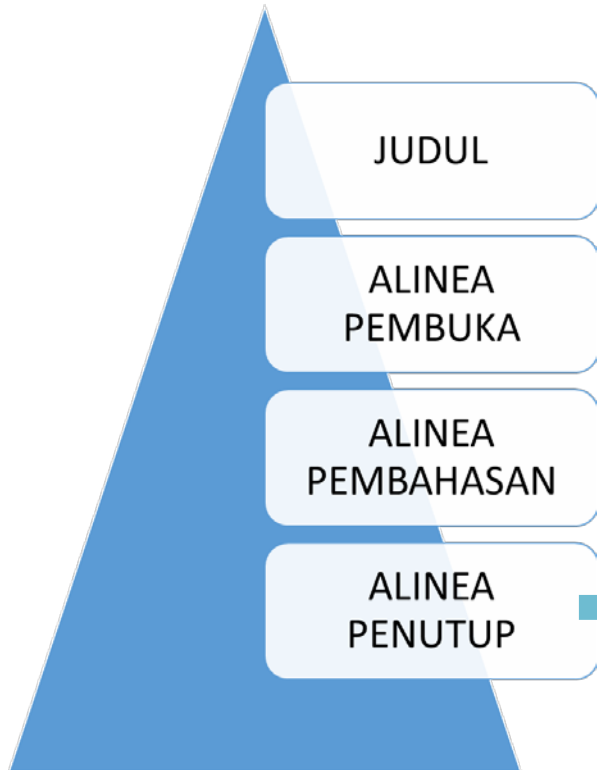 JUDUL
ALINEA
PEMBUKA
ALINEA
PEMBAHASAN
ALINEA
PENUTUP